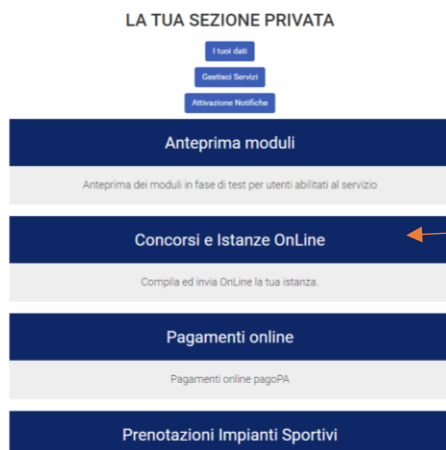 LA TUA SEZIONE PRIVATA
I tuoi dati
Gestisci Servizi
Attivazione Notifiche
Anteprima moduli
Anteprima dei moduli in fase di test per utenti abilitati al servizio
Concorsi e Istanze OnLine
Compila ed invia OnLine la tua istanza.
Pagamenti online
Pagamenti online pagoPA
Prenotazioni Impianti Sportivi